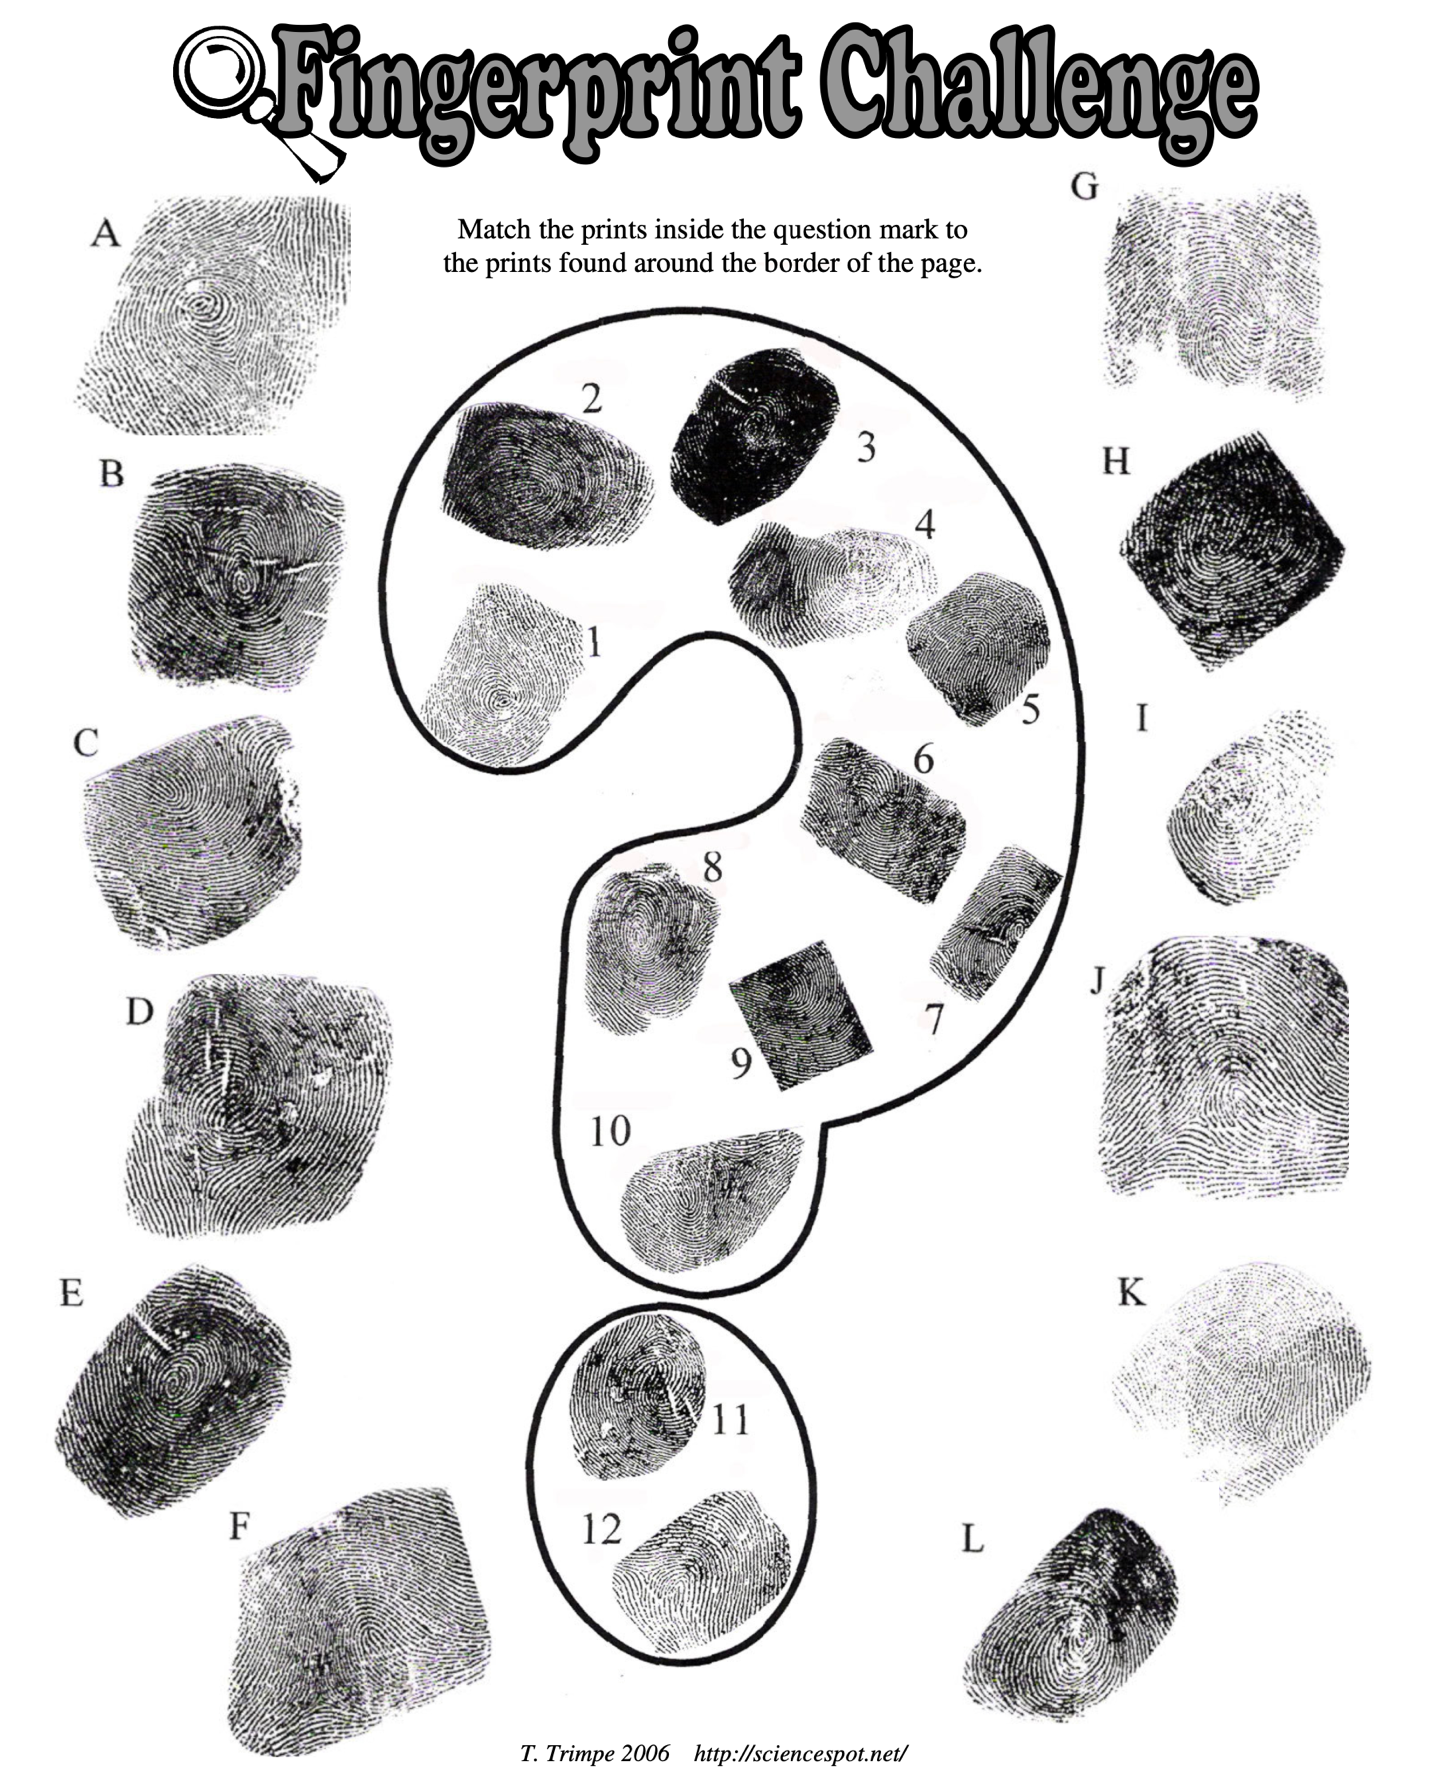 Fingerprint Challenge
Match the prints inside the question mark to
the prints found around the border of the page.
A
B
C
D
E
F
G
H
I
J
K
L
1
2
3
4
5
6
7
8
9
10
11
12
T. Trimpe 2006 http://sciencespot.net/